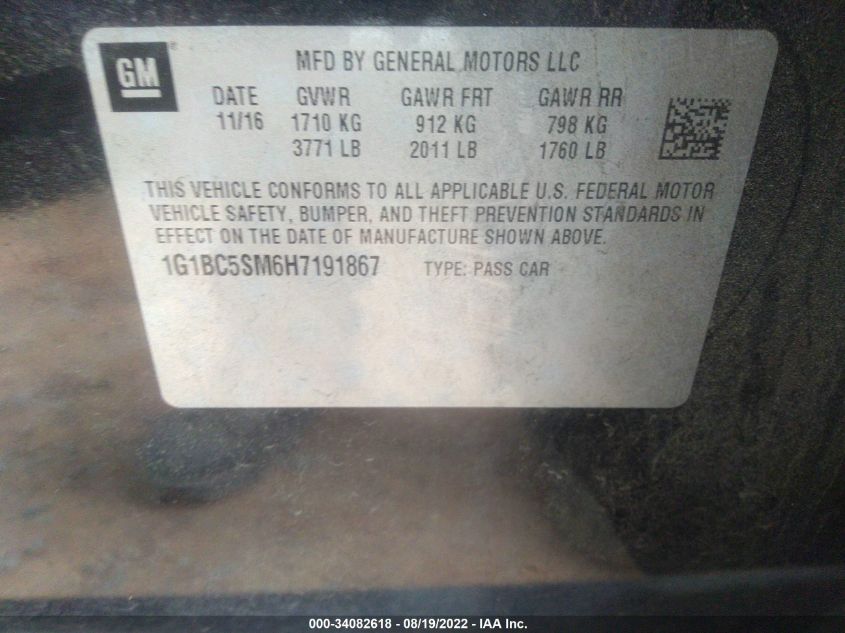 GM®
MFD BY GENERAL MOTORS LLC
DATE GVWR GAWR FRT GAWR RR
11/16 1710 KG 912 KG 798 KG
3771 LB 2011 LB 1760 LB
THIS VEHICLE CONFORMS TO ALL APPLICABLE U.S. FEDERAL MOTOR
VEHICLE SAFETY, BUMPER, AND THEFT PREVENTION STANDARDS IN
EFFECT ON THE DATE OF MANUFACTURE SHOWN ABOVE.
1G1BC5SM6H7191867 TYPE: PASS CAR
000-34082618 - 08/19/2022 - IAA Inc.